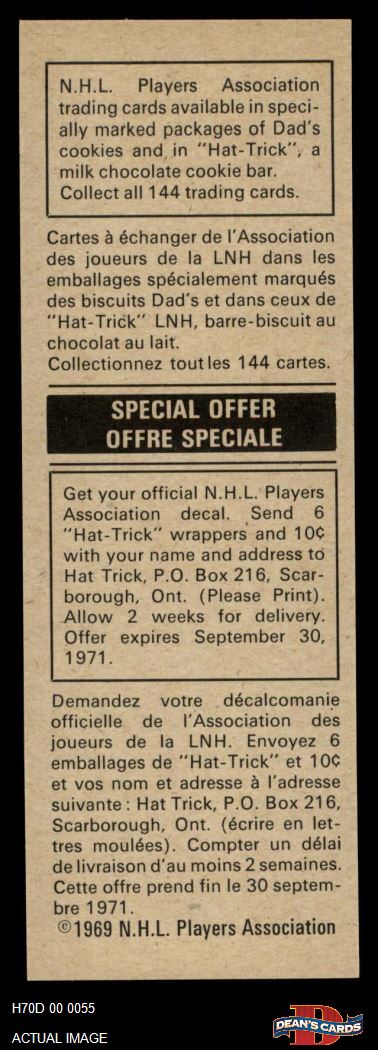 N.H.L. Players Association
trading cards available in speci-
ally marked packages of Dad's
cookies and in "Hat-Trick", a
milk chocolate cookie bar.
Collect all 144 trading cards.
Cartes à échanger de l'Association
des joueurs de la LNH dans les
emballages spécialement marqués
des biscuits Dad's et dans ceux de
"Hat-Trick" LNH, barre-biscuit au
chocolat au lait.
Collectionnez toutles 144 cartes.
SPECIAL OFFER
OFFRE SPECIALE
Get your official N.H.L. Players
Association decal. Send 6
"Hat-Trick" wrappers and 10¢
with your name and address to
Hat Trick, P.O. Box 216, Scar-
borough, Ont. (Please Print).
Allow 2 weeks for delivery.
Offer expires September 30,
1971.
Demandez votre décalcomanie
officielle de l'Association des
joueurs de la LNH. Envoyez 6
emballages de "Hat-Trick" et 10¢
et vos nom et adresse à l'adresse
suivante: Hat Trick, P.O. Box 216,
Scarborough, Ont. (écrire en let-
tres moulées). Compter un délai
de livraison d'au moins 2 semaines.
Cette offre prend fin le 30 septem-
bre 1971.
©1969 N.H.L. Players Association
H70D 00 0055
ACTUAL IMAGE
D
DEAN'S CARDS